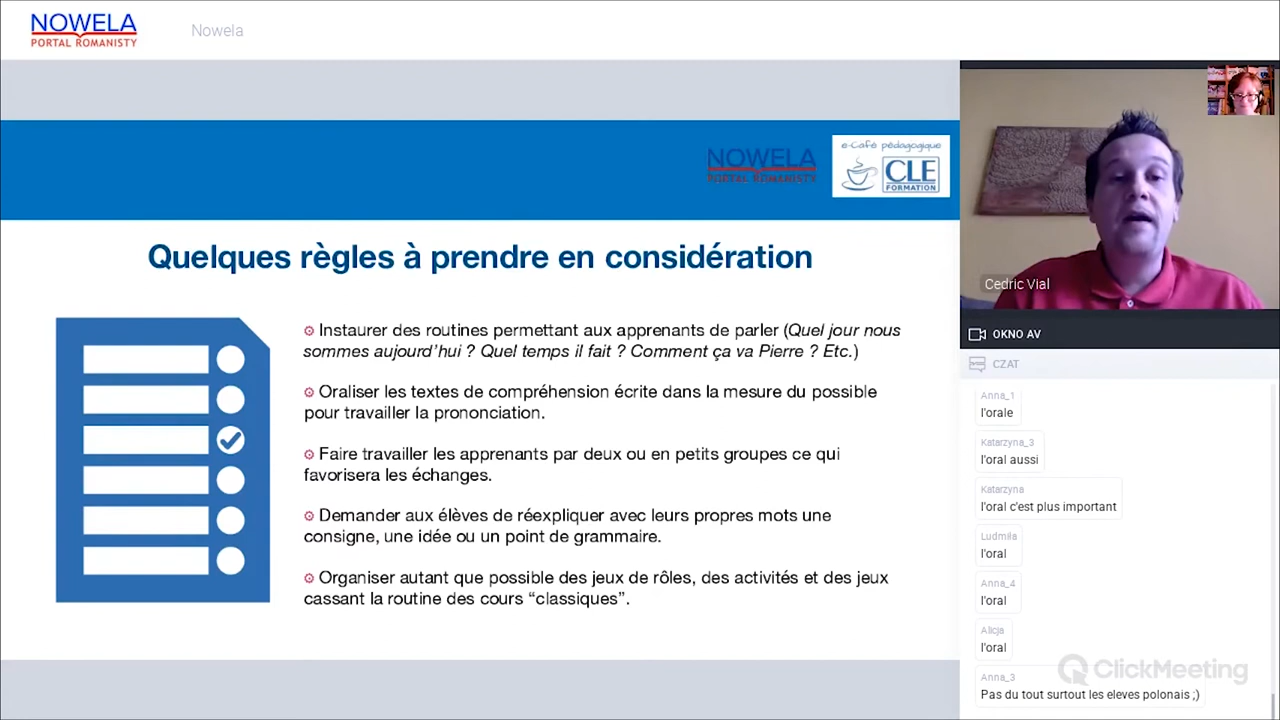 NOWELA
PORTAL ROMANISTY
Nowela
NOWELA
PORTAL ROMANISTY
e-Café pédagogique
CLE
FORMATION
Quelques règles à prendre en considération
Instaurer des routines permettant aux apprenants de parler (Quel jour nous
sommes aujourd’hui ? Quel temps il fait ? Comment ça va Pierre ? Etc.)
Oraliser les textes de compréhension écrite dans la mesure du possible
pour travailler la prononciation.
Faire travailler les apprenants par deux ou en petits groupes ce qui
favorisera les échanges.
Demander aux élèves de réexpliquer avec leurs propres mots une
consigne, une idée ou un point de grammaire.
Organiser autant que possible des jeux de rôles, des activités et des jeux
cassant la routine des cours “classiques”.
Cedric Vial
OKNO AV
CZAT
Anna_1
l'orale
Katarzyna_3
l'oral aussi
Katarzyna
l'oral c'est plus important
Ludmiła
l'oral
Anna_4
l'oral
Alicja
l'oral
ClickMeeting
Anna_3
Pas du tout surtout les eleves polonais ;)